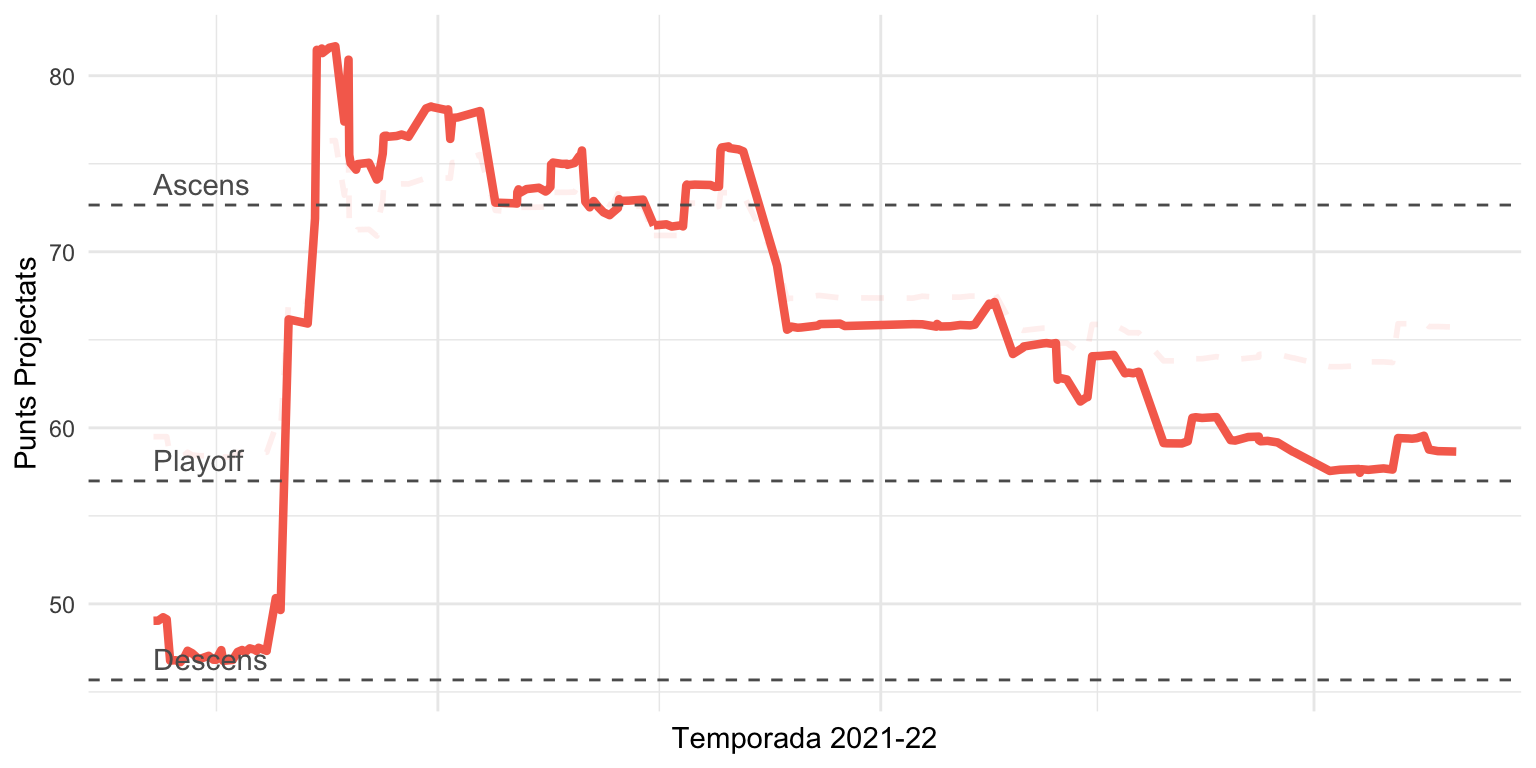 80
Ascens
70
Punts Projectats
60
Playoff
50
Descens
Temporada 2021-22